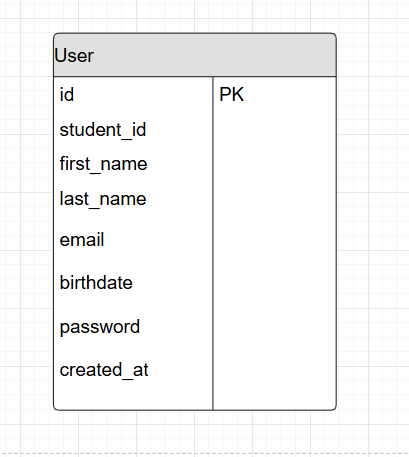 User
id PK
student_id
first_name
last_name
email
birthdate
password
created_at